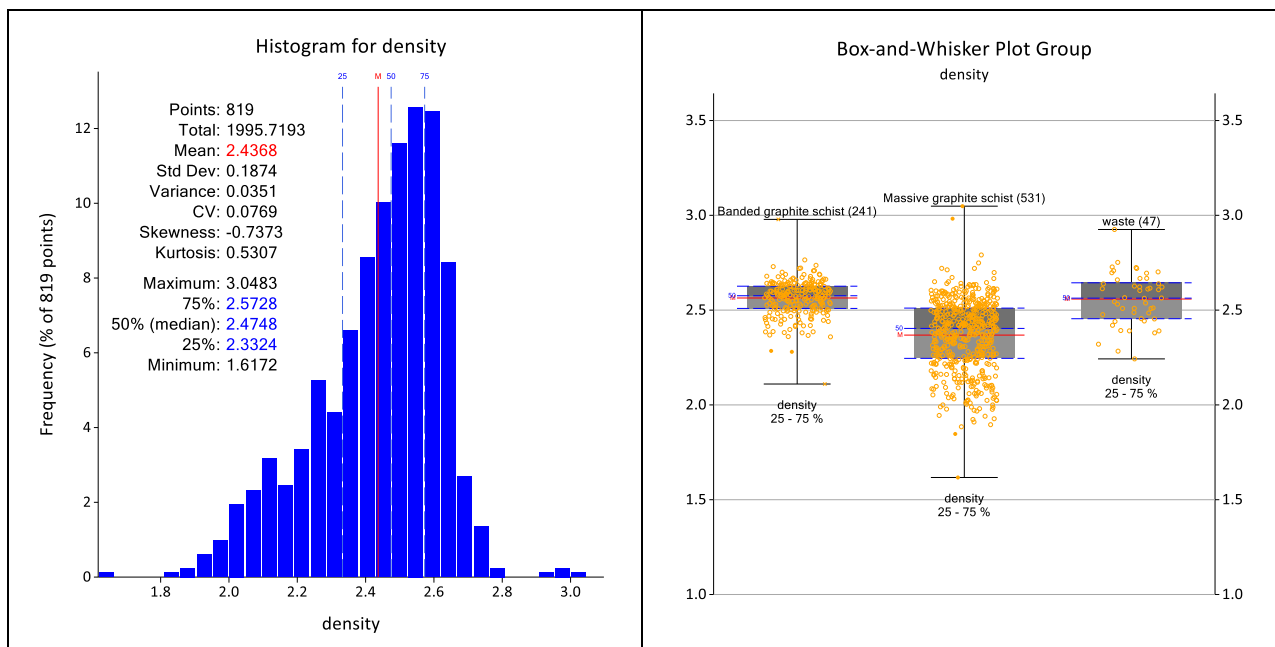 Histogram for density
25 M 50 75
Points: 819
Total: 1995.7193
Mean: 2.4368
Std Dev: 0.1874
Variance: 0.0351
CV: 0.0769
Skewness: -0.7373
Kurtosis: 0.5307
Maximum: 3.0483
75%: 2.5728
50% (median): 2.4748
25%: 2.3324
Minimum: 1.6172
Frequency (% of 819 points)
12
10
8
6
4
2
0
1.8 2.0 2.2 2.4 2.6 2.8 3.0
density
Box-and-Whisker Plot Group
density
3.5 3.5
Massive graphite schist (531)
Banded graphite schist (241)
waste (47)
3.0 3.0
50
M
2.5 2.5
50
M
50
M
density
25 - 75 %
2.0 2.0
density
25 - 75 %
1.5 1.5
density
25 - 75 %
1.0 1.0